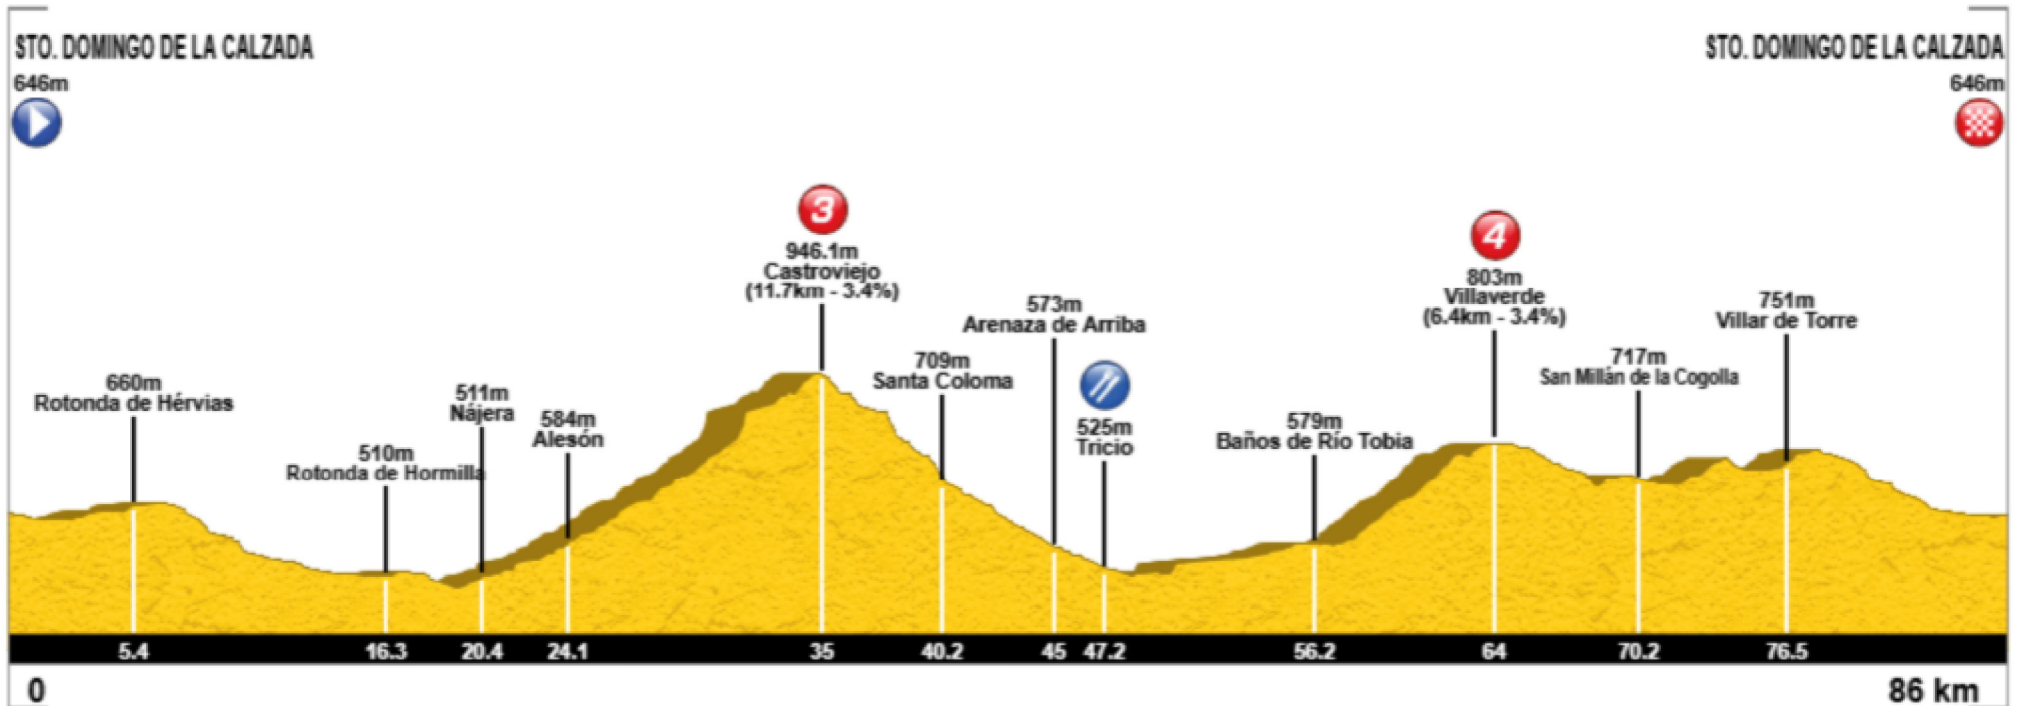 STO. DOMINGO DE LA CALZADA
646m
STO. DOMINGO DE LA CALZADA
646m
660m
Rotonda de Hérvias
510m
Rotonda de Hormilla
511m
Nájera
584m
Alesón
3
946.1m
Castroviejo
(11.7km - 3.4%)
709m
Santa Coloma
573m
Arenaza de Arriba
525m
Tricio
579m
Baños de Río Tobia
4
803m
Villaverde
(6.4km - 3.4%)
717m
San Millán de la Cogolla
751m
Villar de Torre
5.4 16.3 20.4 24.1 35 40.2 45 47.2 56.2 64 70.2 76.5
0 86 km